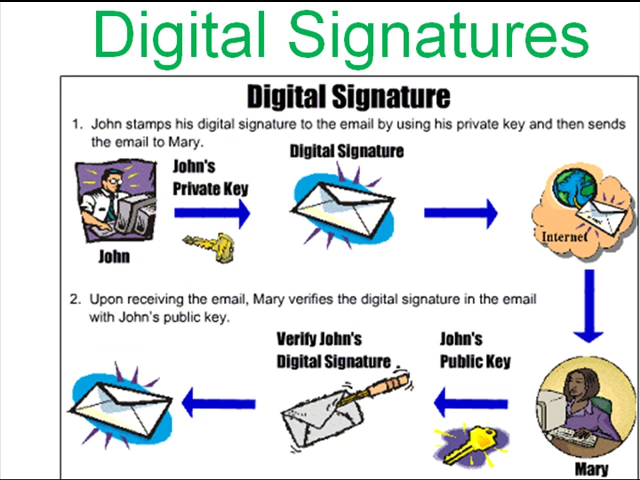 Digital Signatures
Digital Signature
1. John stamps his digital signature to the email by using his private key and then sends
the email to Mary.
John's
Private Key
Digital Signature
John
Internet
2. Upon receiving the email, Mary verifies the digital signature in the email
with John's public key.
Verify John's
Digital Signature
John's
Public Key
Mary